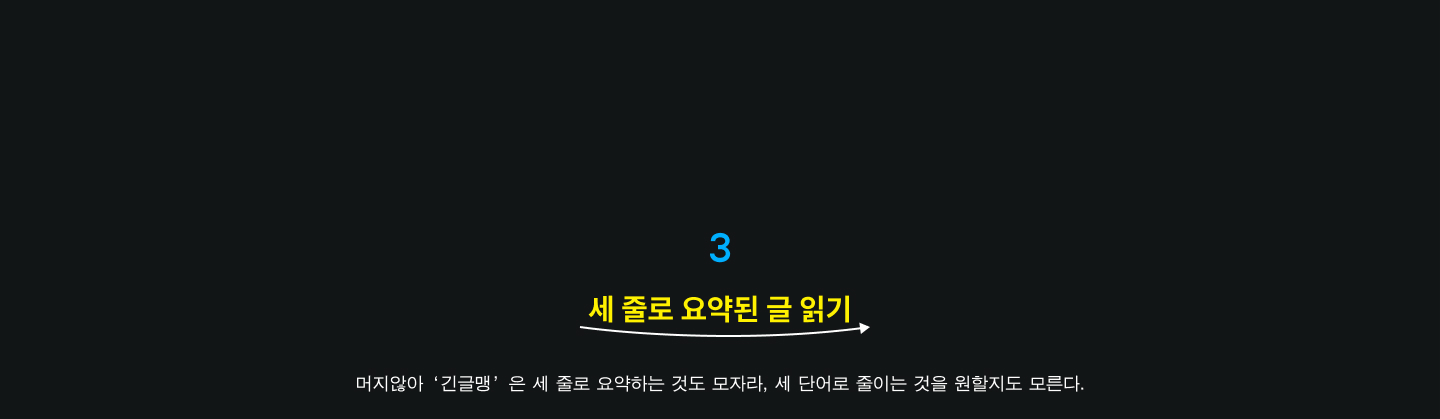 3
세 줄로 요약된 글 읽기
머지않아 ‘긴글맹’은 세 줄로 요약하는 것도 모자라, 세 단어로 줄이는 것을 원할지도 모른다.